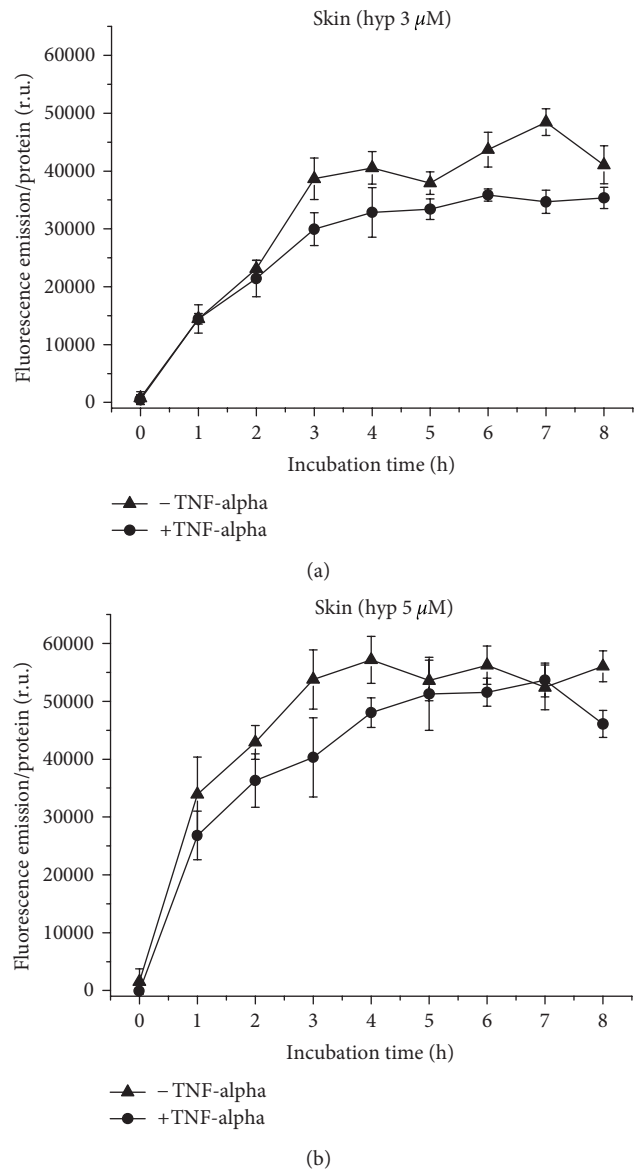 Skin (hyp 3 μM)
60000
50000
40000
30000
20000
10000
0
Fluorescence emission/protein (r.u.)
0 1 2 3 4 5 6 7 8
Incubation time (h)
− TNF-alpha
+TNF-alpha
(a)
Skin (hyp 5 μM)
60000
50000
40000
30000
20000
10000
0
Fluorescence emission/protein (r.u.)
0 1 2 3 4 5 6 7 8
Incubation time (h)
− TNF-alpha
+TNF-alpha
(b)